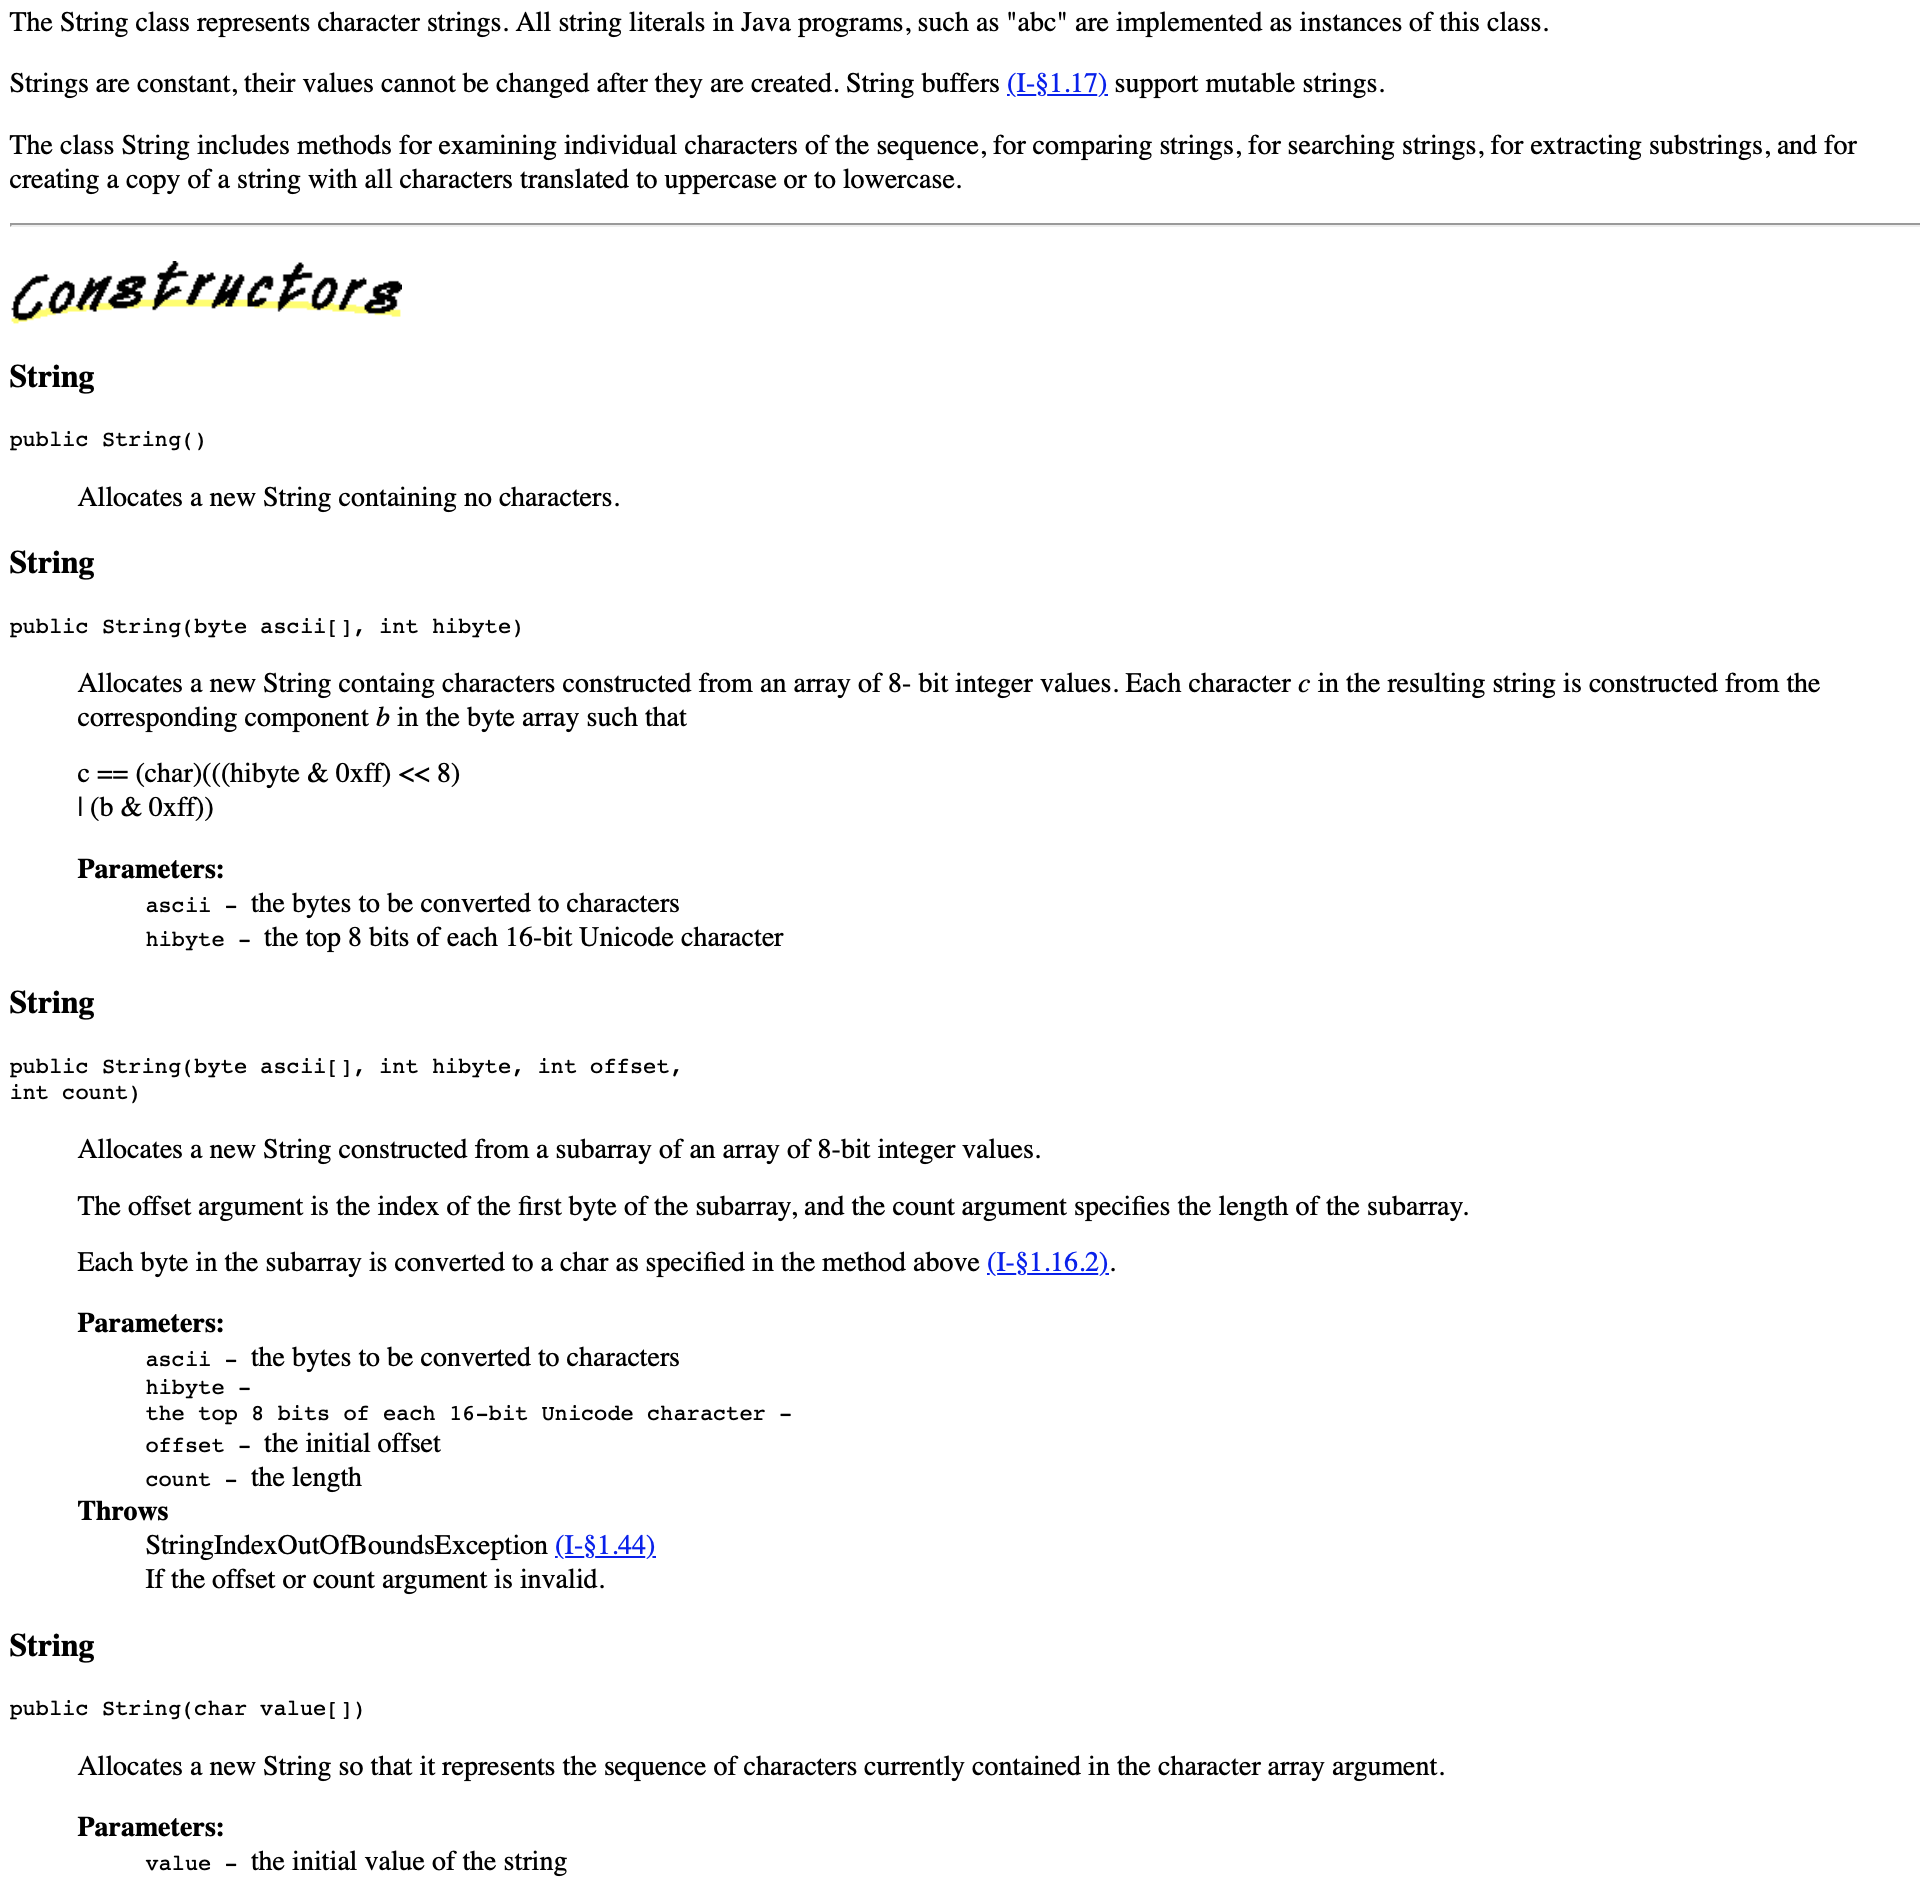 The String class represents character strings. All string literals in Java programs, such as "abc" are implemented as instances of this class.
Strings are constant, their values cannot be changed after they are created. String buffers (I-§1.17) support mutable strings.
The class String includes methods for examining individual characters of the sequence, for comparing strings, for searching strings, for extracting substrings, and for
creating a copy of a string with all characters translated to uppercase or to lowercase.
Constructors
String
public String()
Allocates a new String containing no characters.
String
public String(byte ascii[], int hibyte)
Allocates a new String containg characters constructed from an array of 8- bit integer values. Each character c in the resulting string is constructed from the
corresponding component b in the byte array such that
c == (char)(((hibyte & 0xff) << 8)
| (b & 0xff))
Parameters:
ascii - the bytes to be converted to characters
hibyte - the top 8 bits of each 16-bit Unicode character
String
public String(byte ascii[], int hibyte, int offset,
int count)
Allocates a new String constructed from a subarray of an array of 8-bit integer values.
The offset argument is the index of the first byte of the subarray, and the count argument specifies the length of the subarray.
Each byte in the subarray is converted to a char as specified in the method above (I-§1.16.2).
Parameters:
ascii - the bytes to be converted to characters
hibyte -
the top 8 bits of each 16-bit Unicode character -
offset - the initial offset
count - the length
Throws
StringIndexOutOfBoundsException (I-§1.44)
If the offset or count argument is invalid.
String
public String(char value[])
Allocates a new String so that it represents the sequence of characters currently contained in the character array argument.
Parameters:
value - the initial value of the string